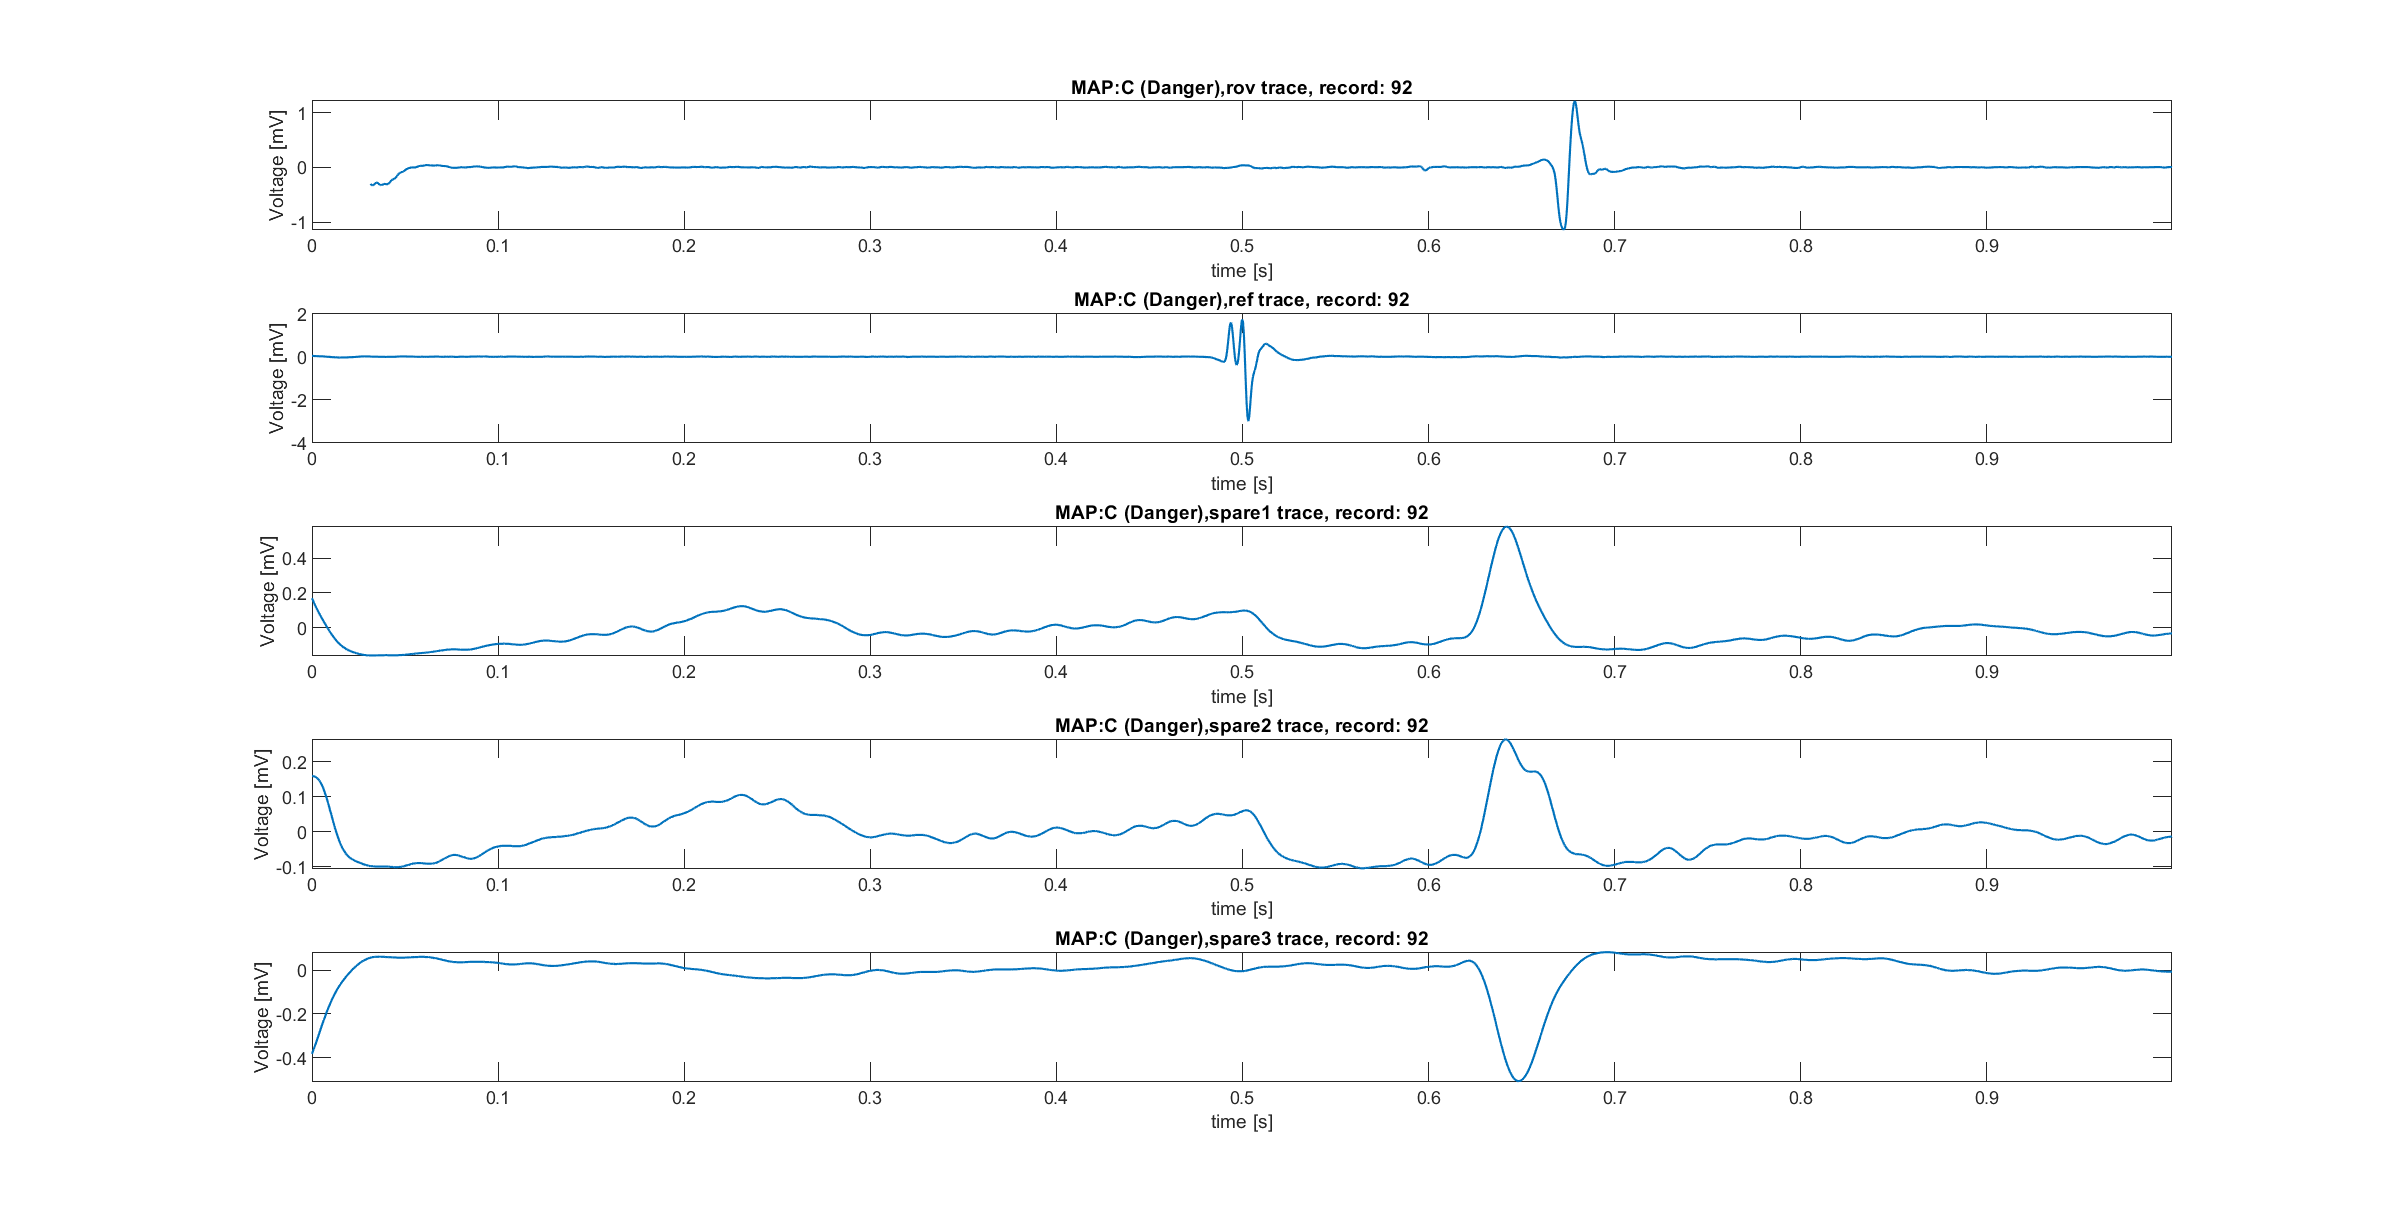 MAP:C (Danger),rov trace, record: 92
Voltage [mV]
1
0
-1
0 0.1 0.2 0.3 0.4 0.5 0.6 0.7 0.8 0.9
time [s]
MAP:C (Danger),ref trace, record: 92
Voltage [mV]
2
0
-2
-4
0 0.1 0.2 0.3 0.4 0.5 0.6 0.7 0.8 0.9
time [s]
MAP:C (Danger),spare1 trace, record: 92
Voltage [mV]
0.4
0.2
0
0 0.1 0.2 0.3 0.4 0.5 0.6 0.7 0.8 0.9
time [s]
MAP:C (Danger),spare2 trace, record: 92
Voltage [mV]
0.2
0.1
0
-0.1
0 0.1 0.2 0.3 0.4 0.5 0.6 0.7 0.8 0.9
time [s]
MAP:C (Danger),spare3 trace, record: 92
Voltage [mV]
0
-0.2
-0.4
0 0.1 0.2 0.3 0.4 0.5 0.6 0.7 0.8 0.9
time [s]